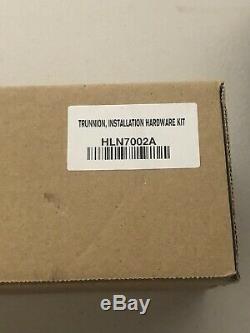 TRUNNION, INSTALLATION HARDWARE KIT
HLN7002A